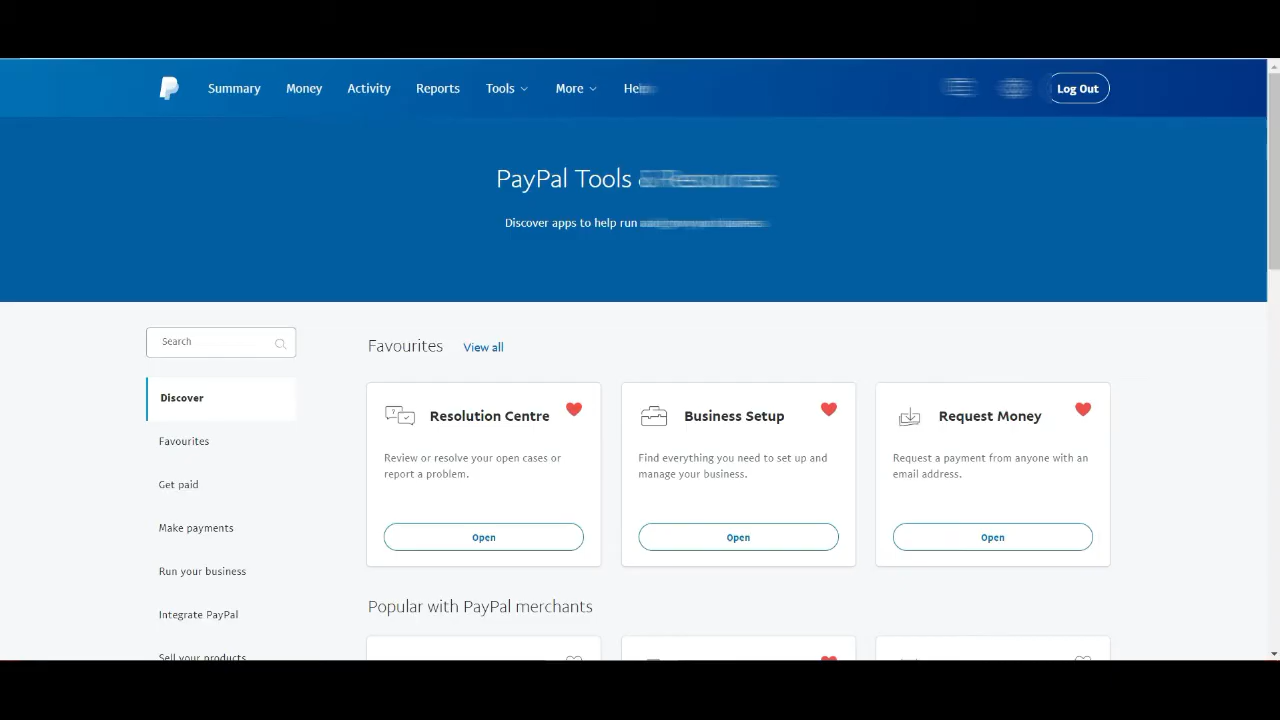 Summary Money Activity Reports Tools More Log Out
PayPal Tools
Discover apps to help run
Search
Discover
Favourites
Get paid
Make payments
Run your business
Integrate PayPal
Sell your products
Favourites View all
Resolution Centre
Review or resolve your open cases or
report a problem.
Open
Business Setup
Find everything you need to set up and
manage your business.
Open
Request Money
Request a payment from anyone with an
email address.
Open
Popular with PayPal merchants